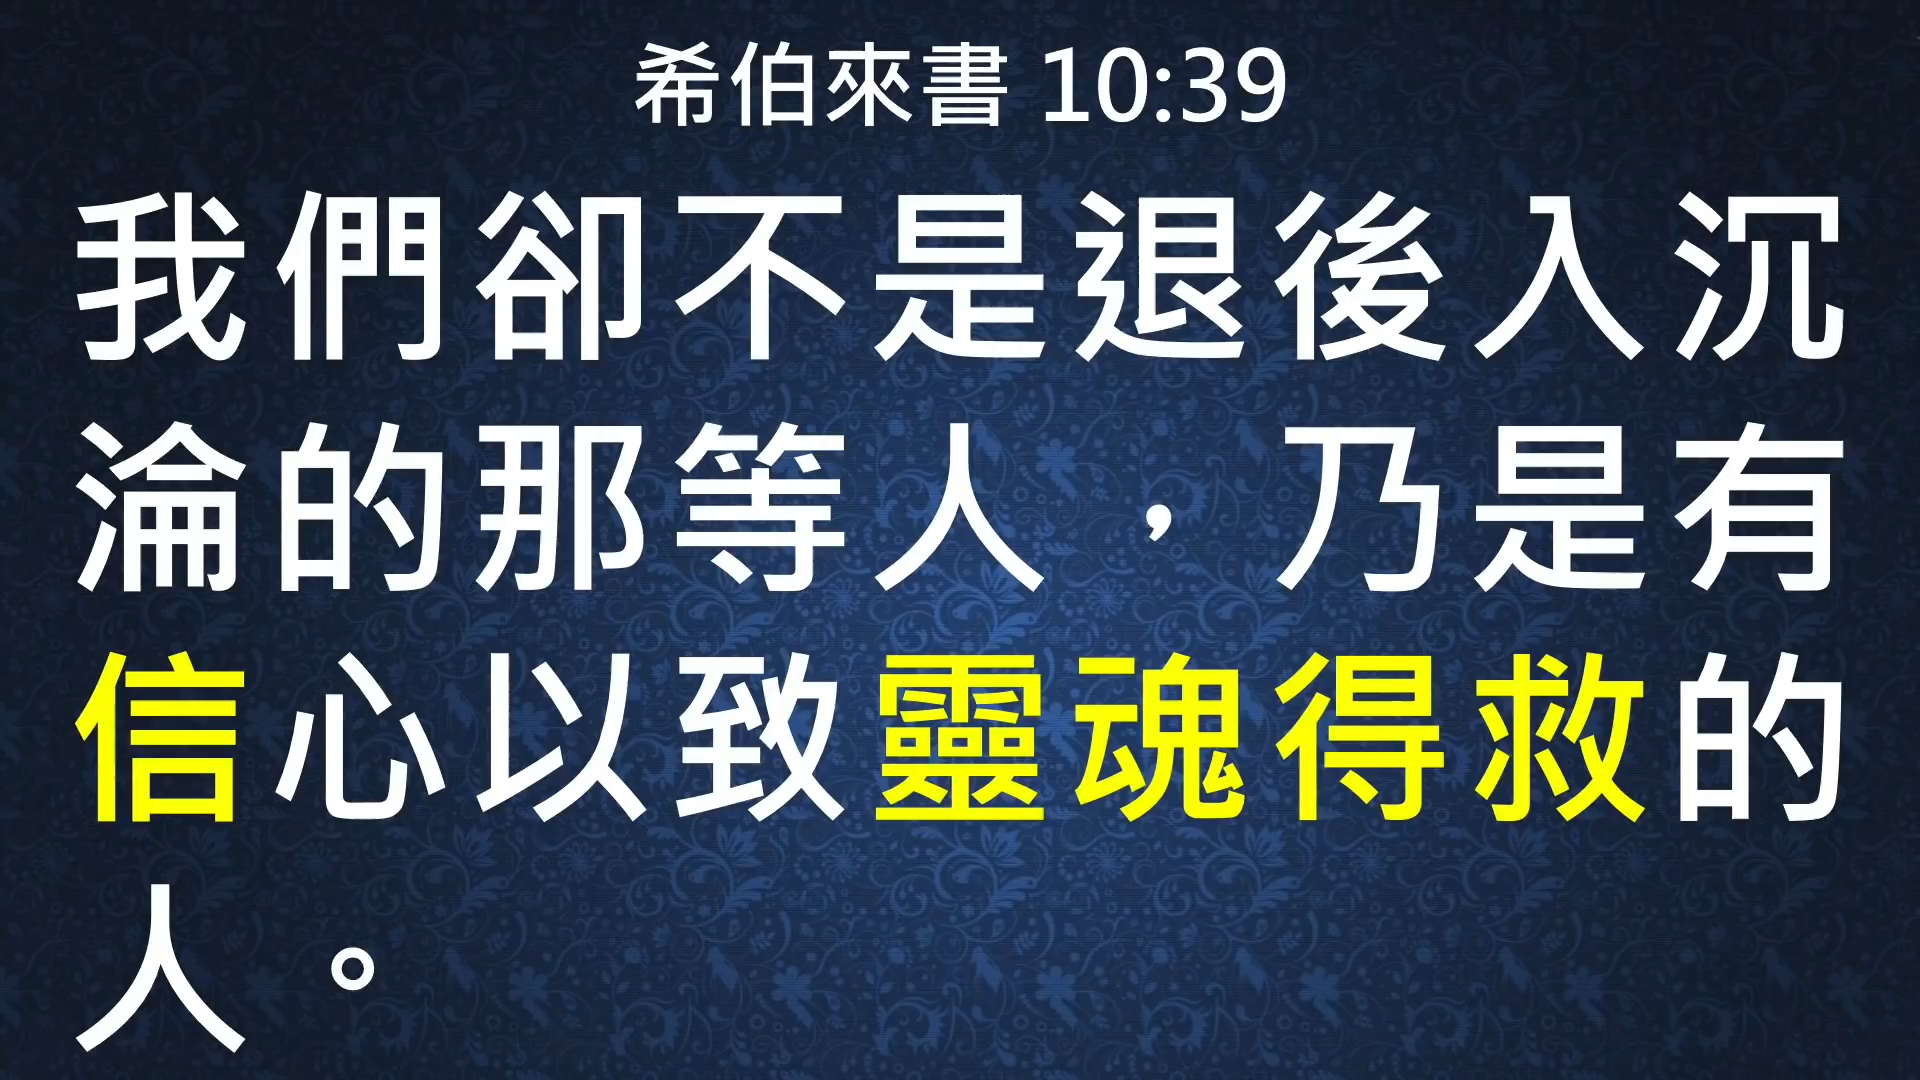 希伯來書 10:39
我們卻不是退後入沉
淪的那等人，乃是有
信心以致靈魂得救的
人。